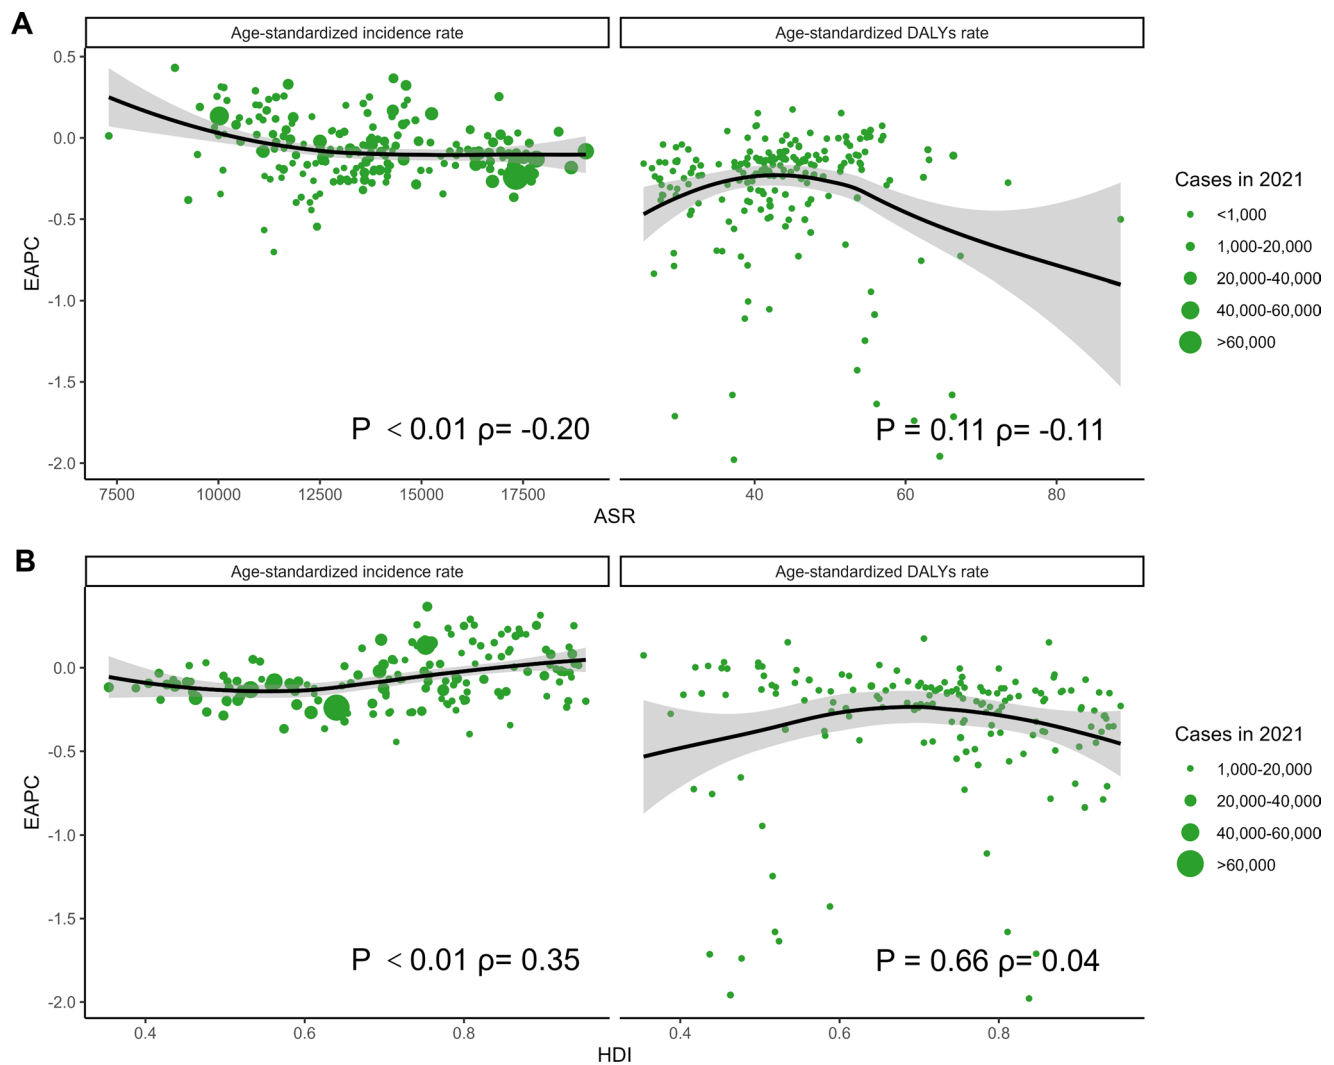 A
Age-standardized incidence rate
Age-standardized DALYs rate
0.5
0.0
-0.5
-1.0
-1.5
-2.0
EAPC
P < 0.01 ρ= -0.20
P = 0.11 ρ= -0.11
7500
10000
12500
15000
17500
40
60
80
ASR
Cases in 2021
<1,000
1,000-20,000
20,000-40,000
40,000-60,000
>60,000
B
Age-standardized incidence rate
Age-standardized DALYs rate
0.0
-0.5
-1.0
-1.5
-2.0
EAPC
P < 0.01 ρ= 0.35
P = 0.66 ρ= 0.04
0.4
0.6
0.8
0.4
0.6
0.8
HDI
Cases in 2021
1,000-20,000
20,000-40,000
40,000-60,000
>60,000